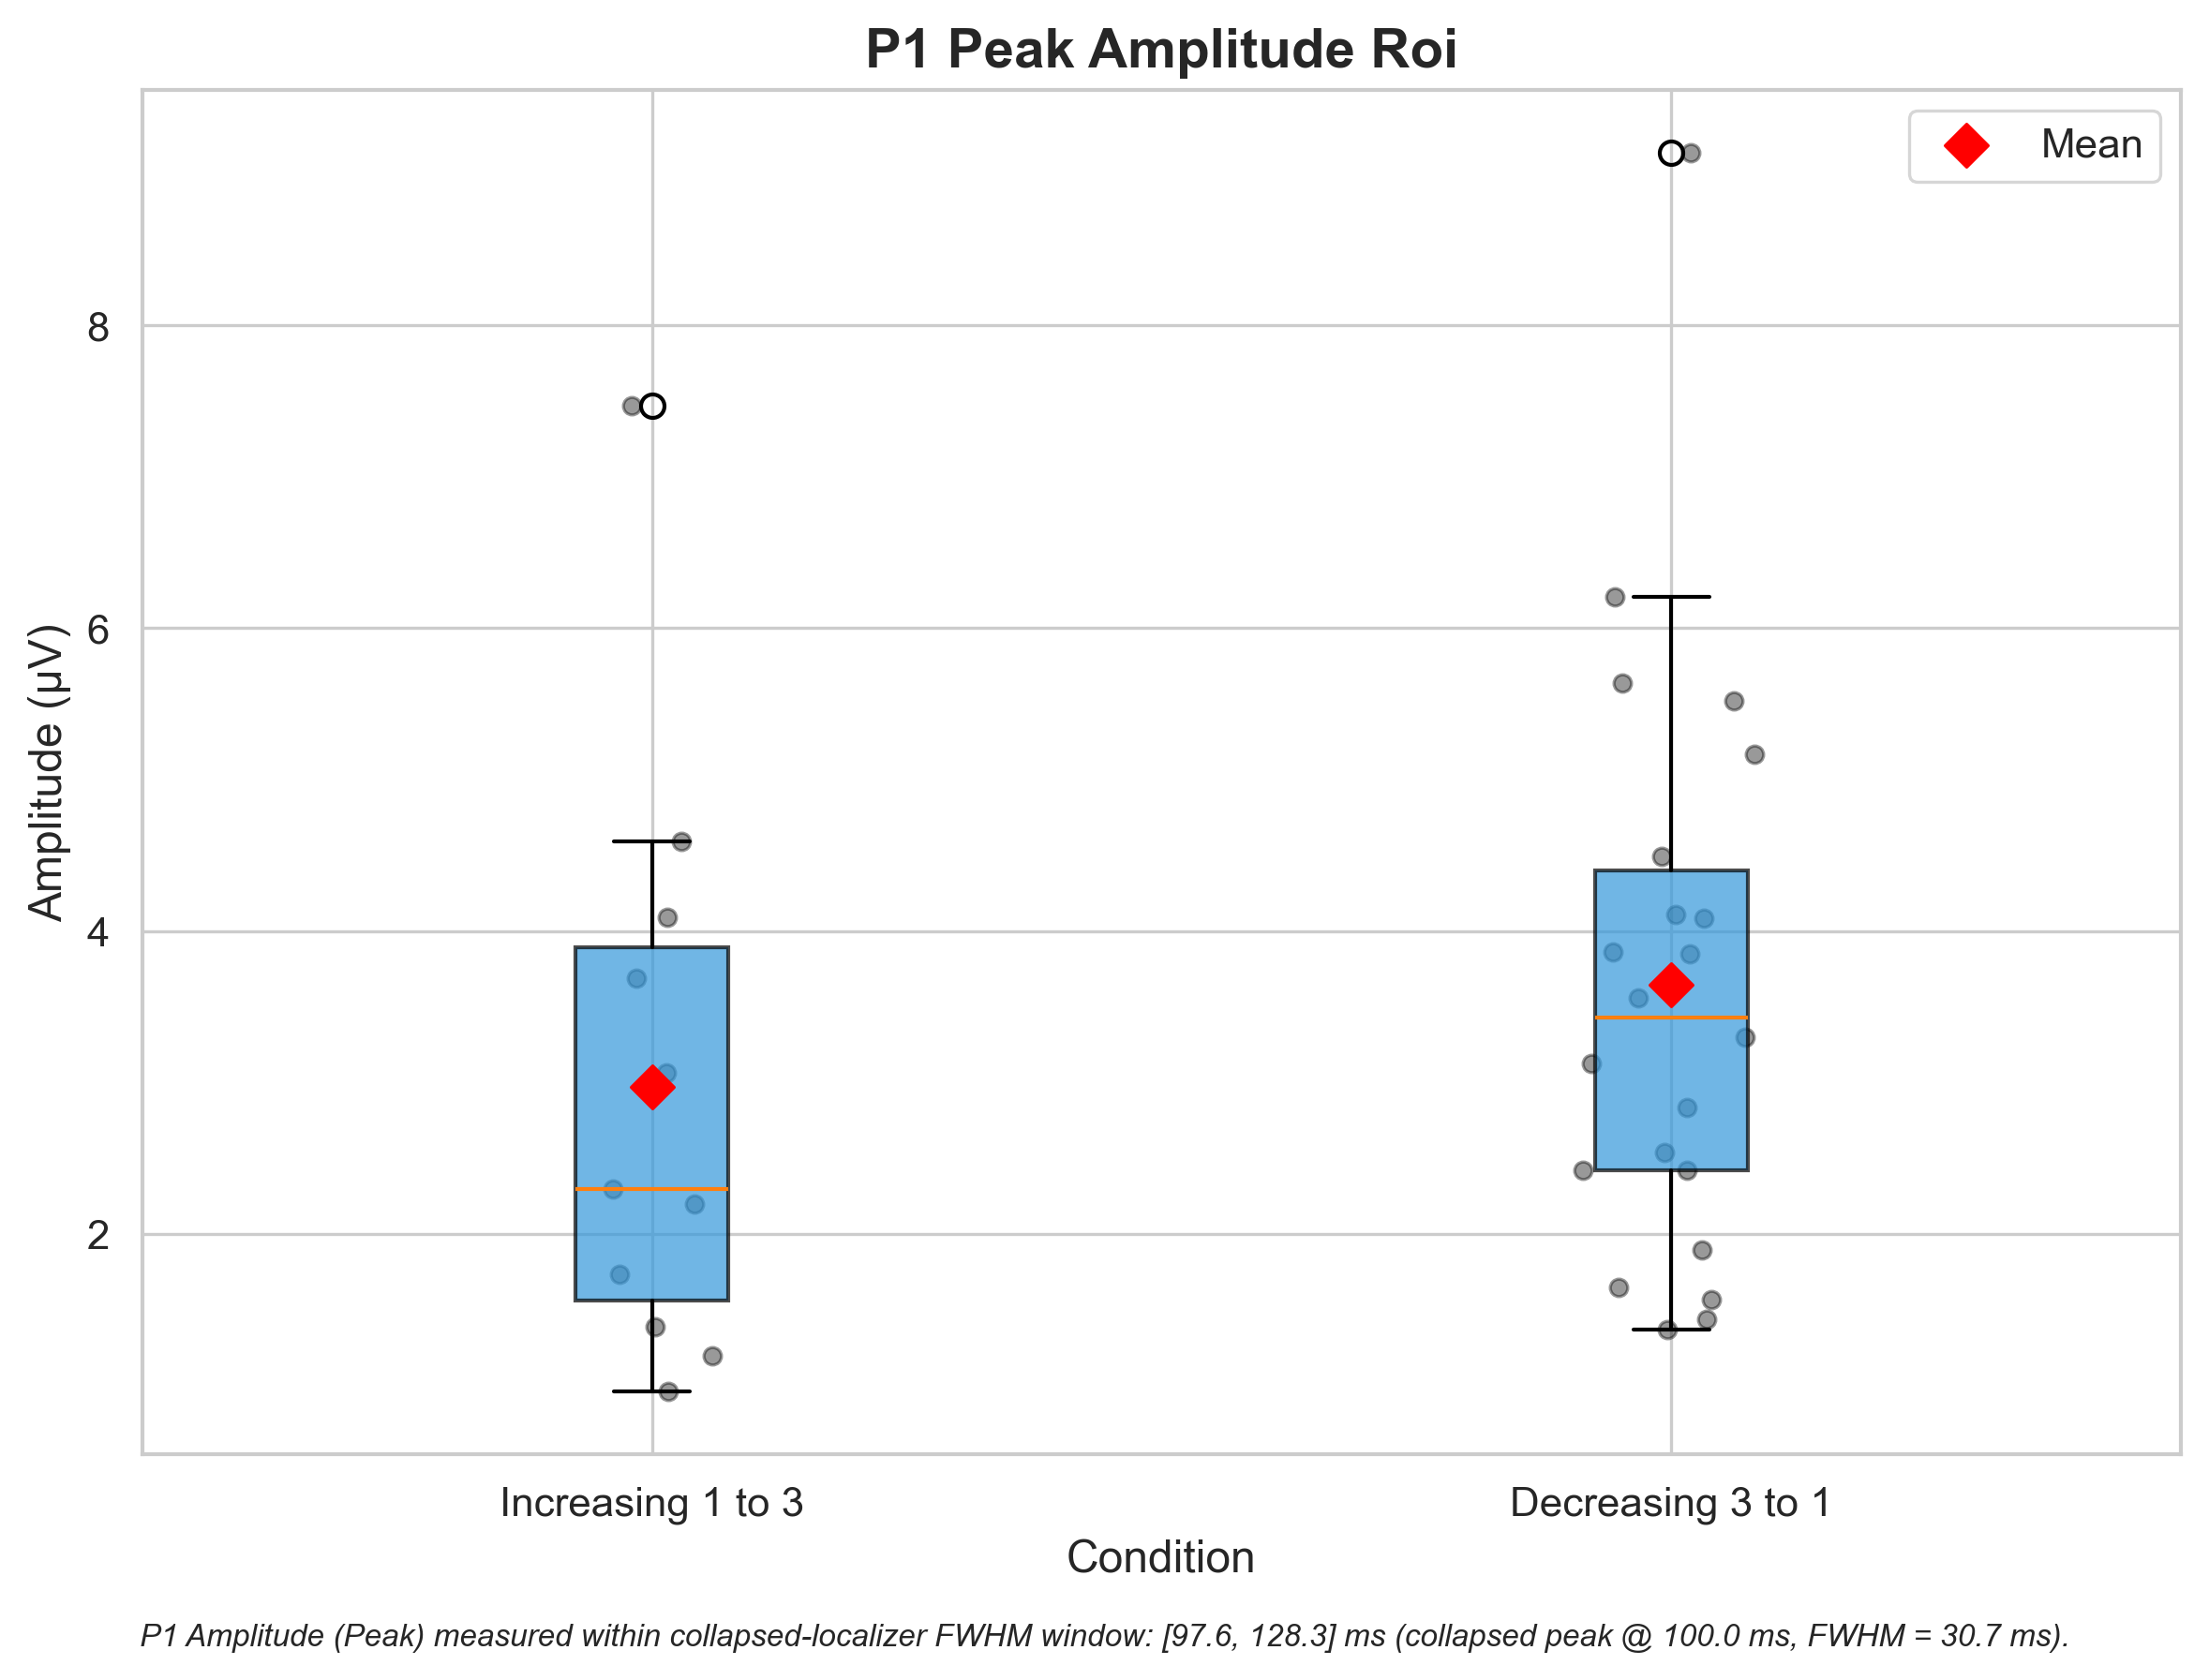 P1 Peak Amplitude Roi
Mean
8
6
4
2
Amplitude (µV)
Increasing 1 to 3
Decreasing 3 to 1
Condition
P1 Amplitude (Peak) measured within collapsed-localizer FWHM window: [97.6, 128.3] ms (collapsed peak @ 100.0 ms, FWHM = 30.7 ms).